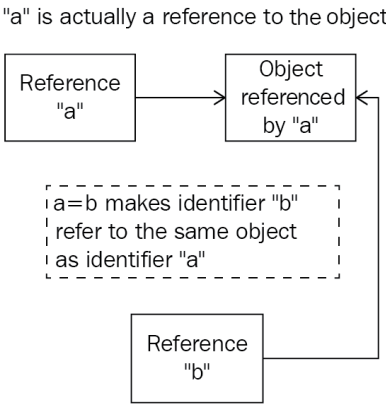 "a" is actually a reference to the object
Reference
"a"
Object
referenced
by "a"
a=b makes identifier "b"
refer to the same object
as identifier "a"
Reference
"b"